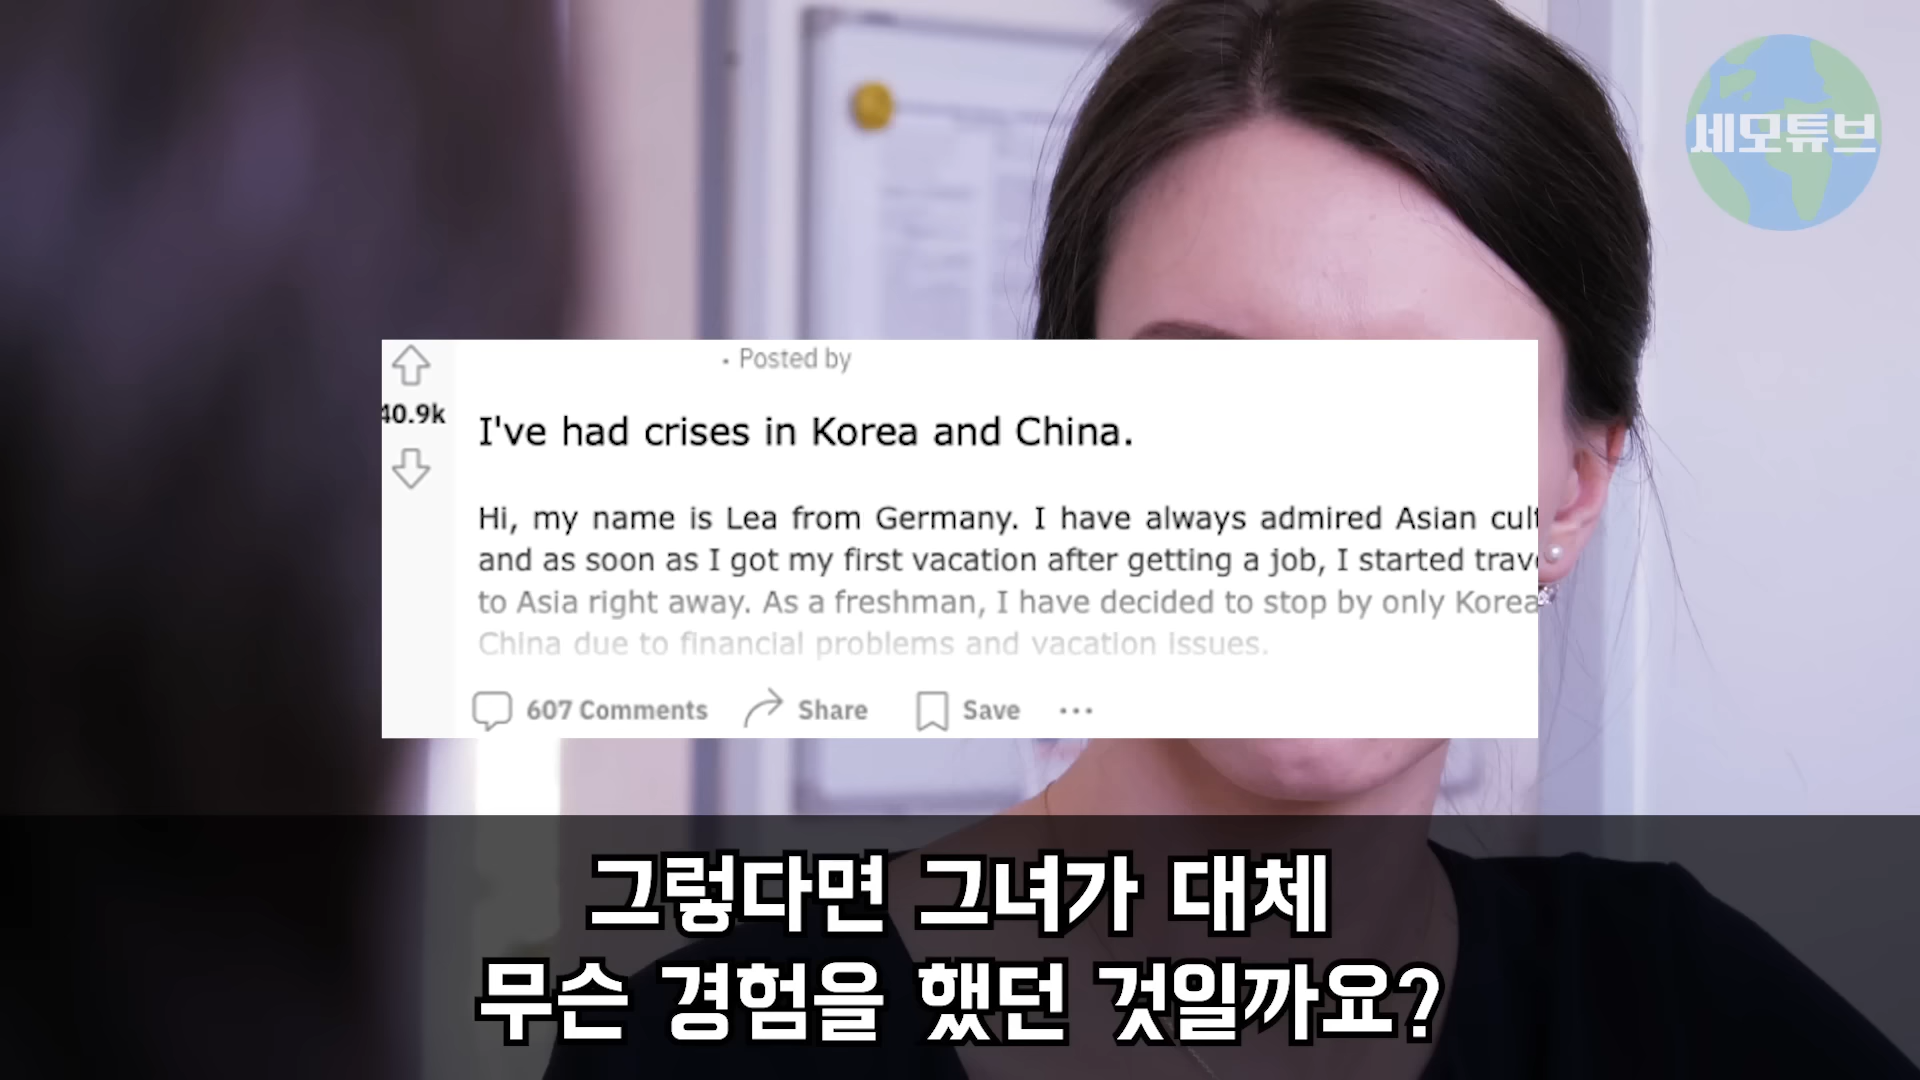 세모튜브
• Posted by
40.9k
I've had crises in Korea and China.
Hi, my name is Lea from Germany. I have always admired Asian cul
and as soon as I got my first vacation after getting a job, I started trav
to Asia right away. As a freshman, I have decided to stop by only Korea
China due to financial problems and vacation issues.
607 Comments Share Save ...
그렇다면 그녀가 대체
무슨 경험을 했던 것일까요?